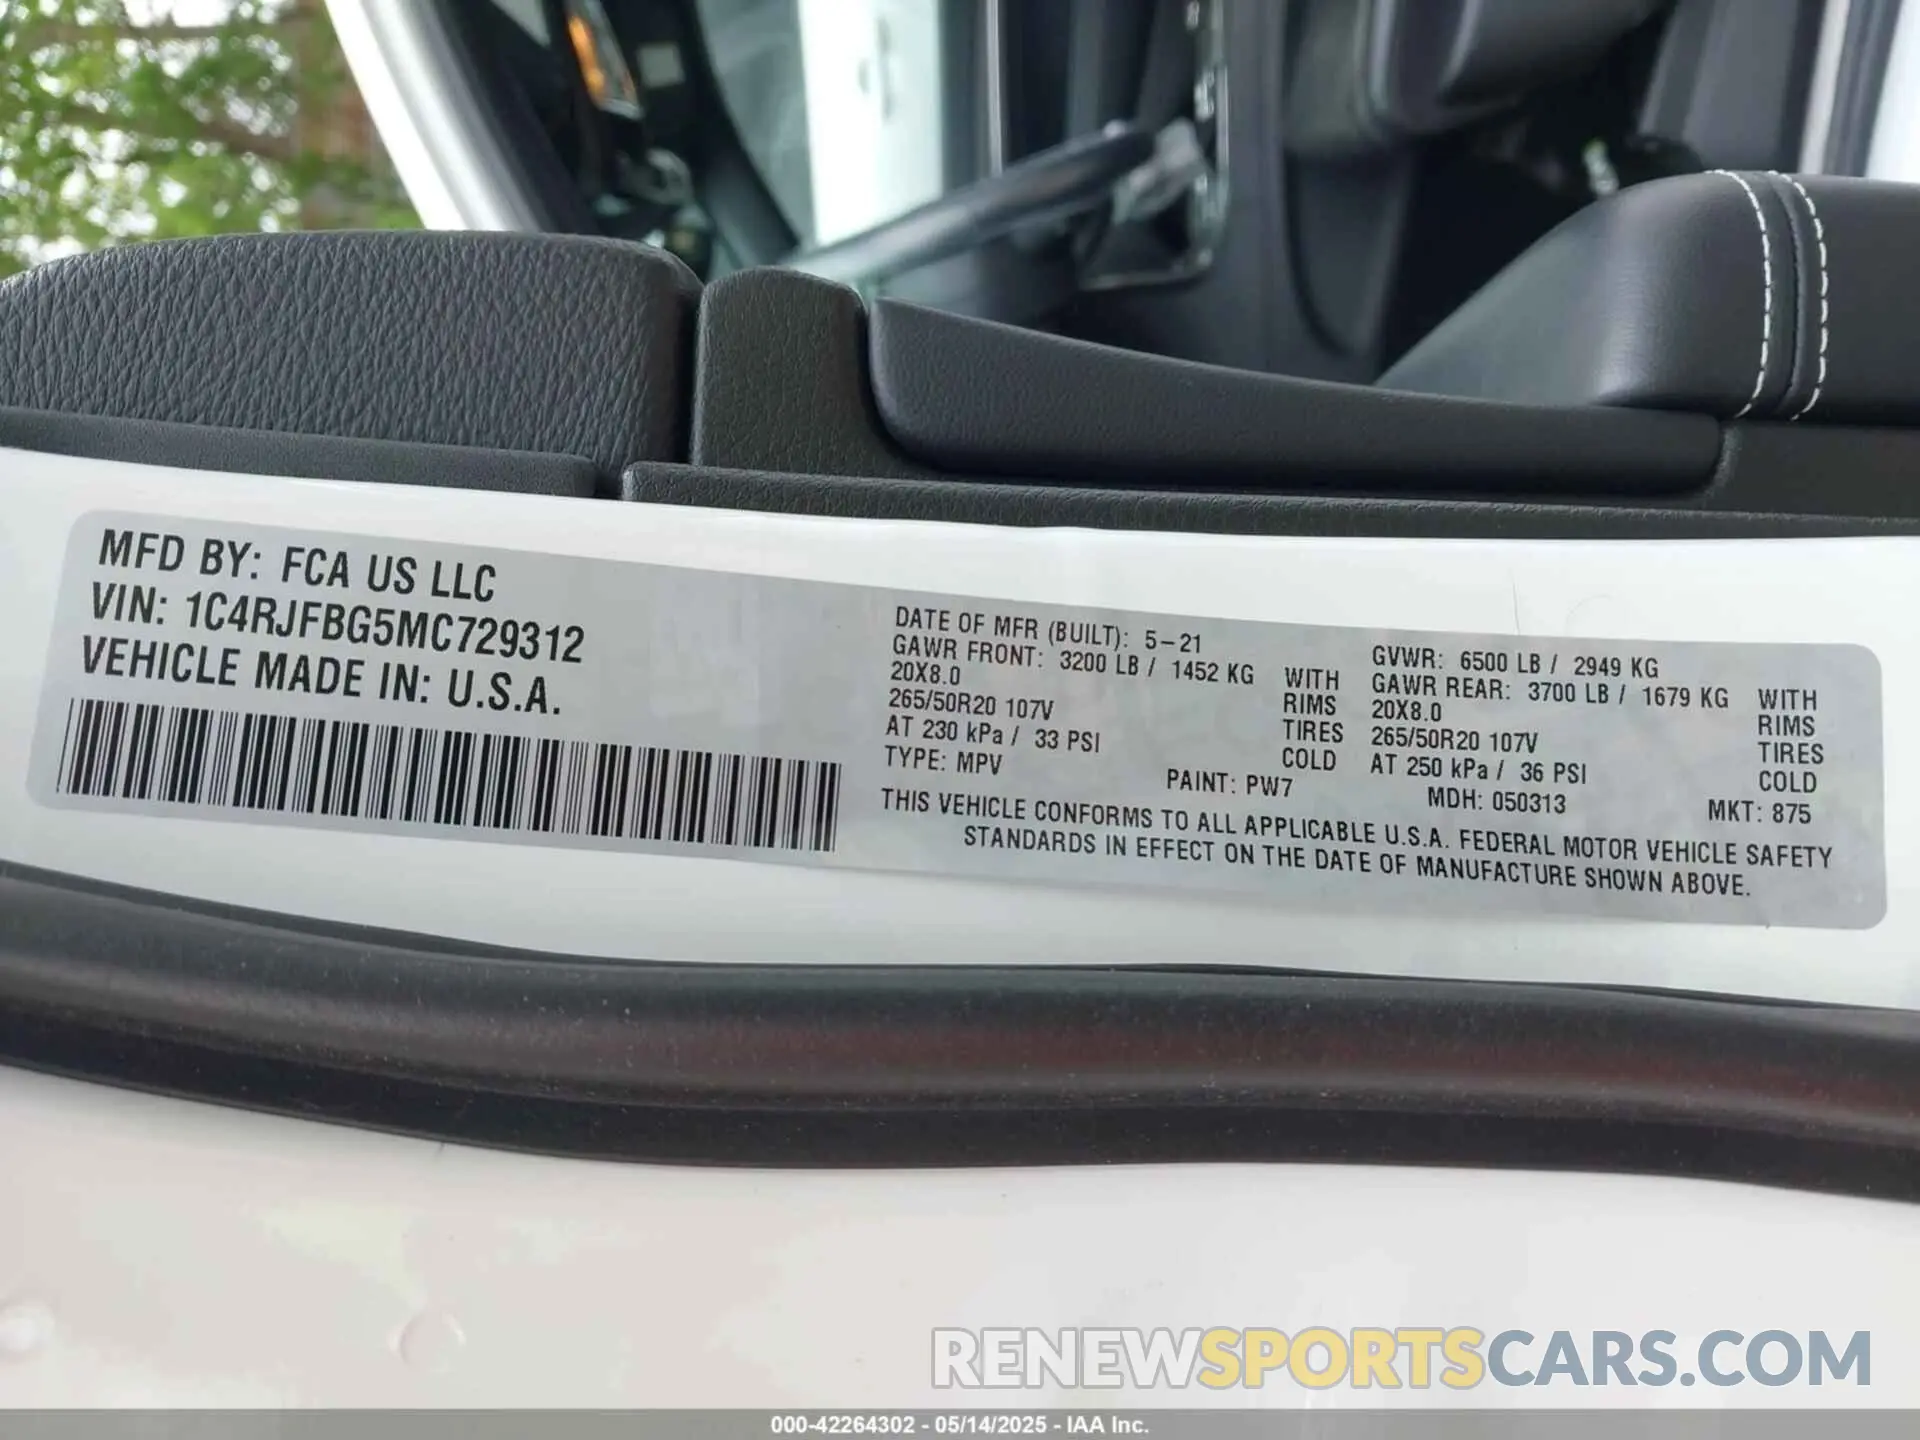 MFD BY: FCA US LLC
VIN: 1C4RJFBG5MC729312
VEHICLE MADE IN: U.S.A.
DATE OF MFR (BUILT): 5-21
GAWR FRONT: 3200 LB / 1452 KG WITH
20X8.0 RIMS
265/50R20 107V TIRES
AT 230 kPa / 33 PSI COLD
TYPE: MPV
PAINT: PW7
GVWR: 6500 LB / 2949 KG
GAWR REAR: 3700 LB / 1679 KG WITH
20X8.0 RIMS
265/50R20 107V TIRES
AT 250 kPa / 36 PSI COLD
MDH: 050313 MKT: 875
THIS VEHICLE CONFORMS TO ALL APPLICABLE U.S.A. FEDERAL MOTOR VEHICLE SAFETY
STANDARDS IN EFFECT ON THE DATE OF MANUFACTURE SHOWN ABOVE.
RENEWSPORTSCARS.COM
000-42264302 - 05/14/2025 - IAA Inc.